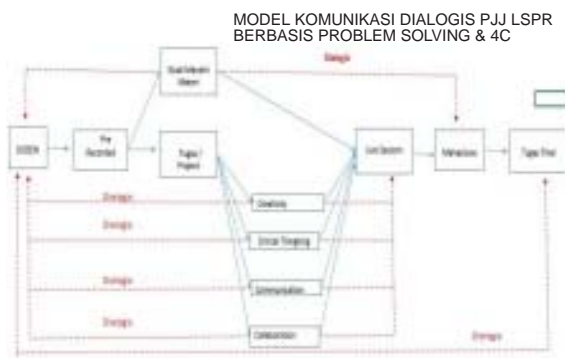 MODEL KOMUNIKASI DIALOGIS PJJ LSPR
BERBASIS PROBLEM SOLVING & 4C
Dialogis
DOSEN
Pre
Recorded
Tugas /
Project
Live Session
Mahasiswa
Tugas Final
Dialogis
Creativity
Dialogis
Critical Thinking
Dialogis
Communication
Dialogis
Collaboration
Dialogis